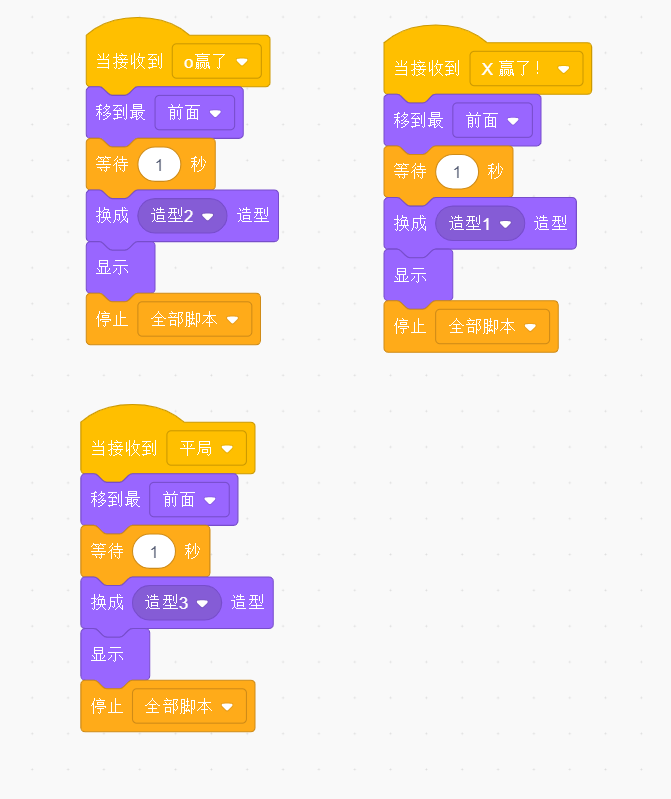 当接收到 o赢了
移到最 前面
等待 1 秒
换成 造型2 造型
显示
停止 全部脚本
当接收到 X 赢了！
移到最 前面
等待 1 秒
换成 造型1 造型
显示
停止 全部脚本
当接收到 平局
移到最 前面
等待 1 秒
换成 造型3 造型
显示
停止 全部脚本